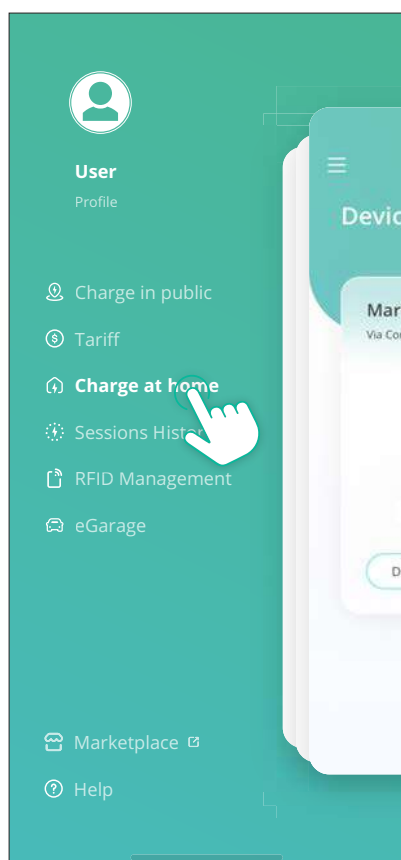 User
Profile
Charge in public
Tariff
Charge at home
Sessions
RFID Management
eGarage
Marketplace
Help
Devic
Mar
Via Co
D